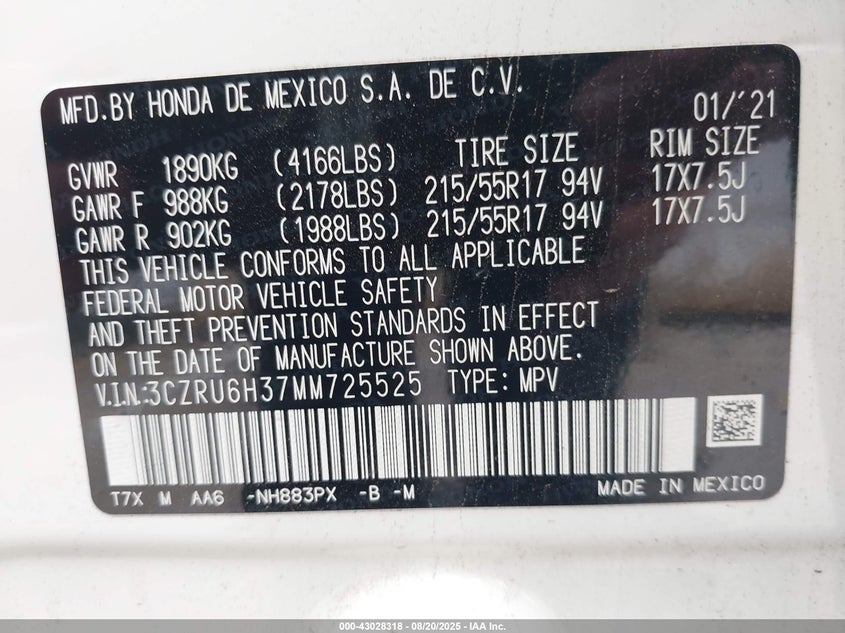 MFD.BY HONDA DE MEXICO S.A. DE C.V.
01/'21
GVWR 1890KG (4166LBS) TIRE SIZE RIM SIZE
GAWR F 988KG (2178LBS) 215/55R17 94V 17X7.5J
GAWR R 902KG (1988LBS) 215/55R17 94V 17X7.5J
THIS VEHICLE CONFORMS TO ALL APPLICABLE
FEDERAL MOTOR VEHICLE SAFETY
AND THEFT PREVENTION STANDARDS IN EFFECT
ON THE DATE OF MANUFACTURE SHOWN ABOVE.
V.I.N.:3CZRU6H37MM725525 TYPE: MPV
T7X M AA6 -NH883PX -B -M MADE IN MEXICO
000-43028318 - 08/20/2025 - IAA Inc.